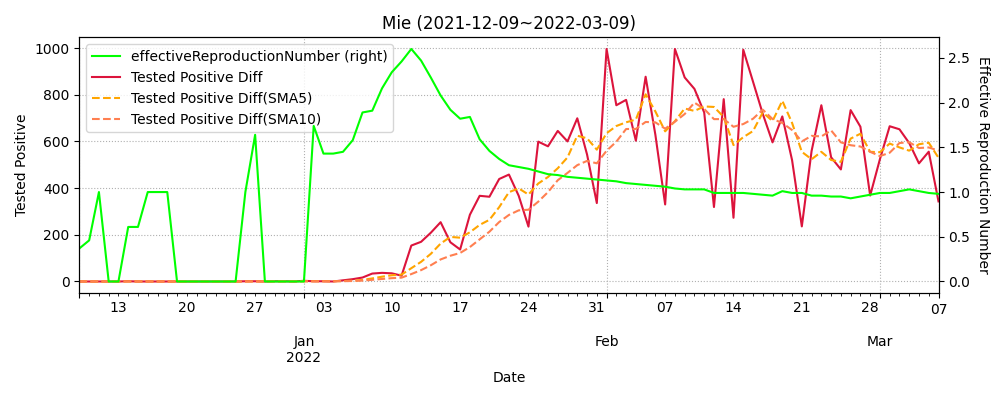 Mie (2021-12-09~2022-03-09)
effectiveReproductionNumber (right)
Tested Positive Diff
Tested Positive Diff(SMA5)
Tested Positive Diff(SMA10)
Tested Positive
1000
800
600
400
200
0
Effective Reproduction Number
2.5
2.0
1.5
1.0
0.5
0.0
13 20 27 03 10 17 24 31 07 14 21 28 07
Jan Feb Mar
2022
Date